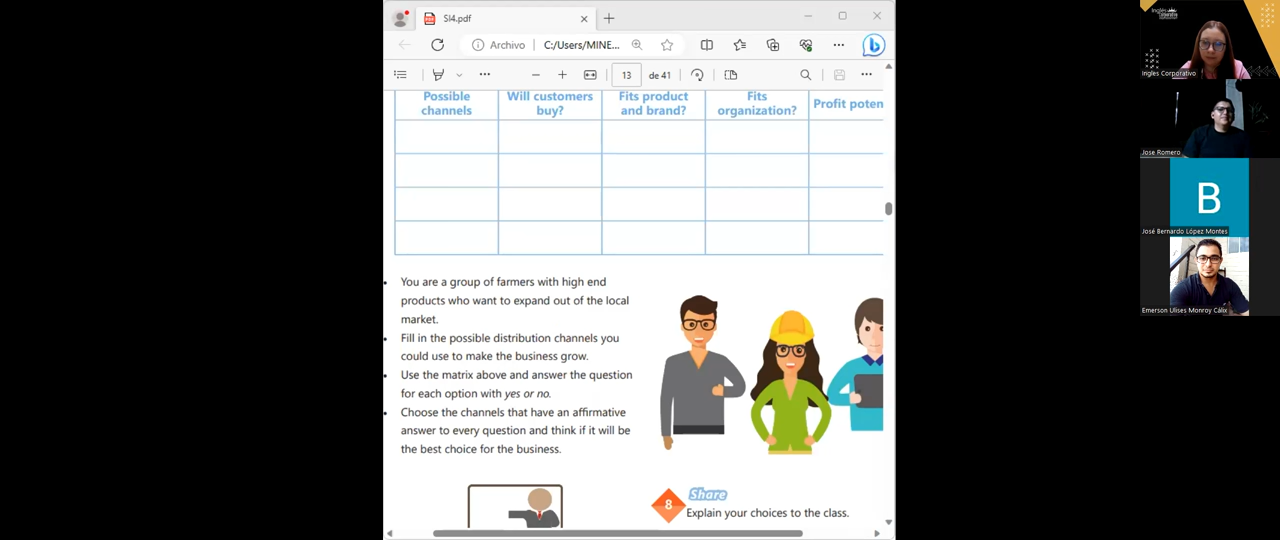 SI4.pdf
Archivo
C:/Users/MINE...
13
de 41
Possible channels
Will customers buy?
Fits product and brand?
Fits organization?
Profit poten
You are a group of farmers with high end
products who want to expand out of the local
market.
Fill in the possible distribution channels you
could use to make the business grow.
Use the matrix above and answer the question
for each option with yes or no.
Choose the channels that have an affirmative
answer to every question and think if it will be
the best choice for the business.
8
Share
Explain your choices to the class.
Ingles Corporativo
Jose Romero
B
José Bernardo López Montes
Emerson Ulises Monroy Cálix